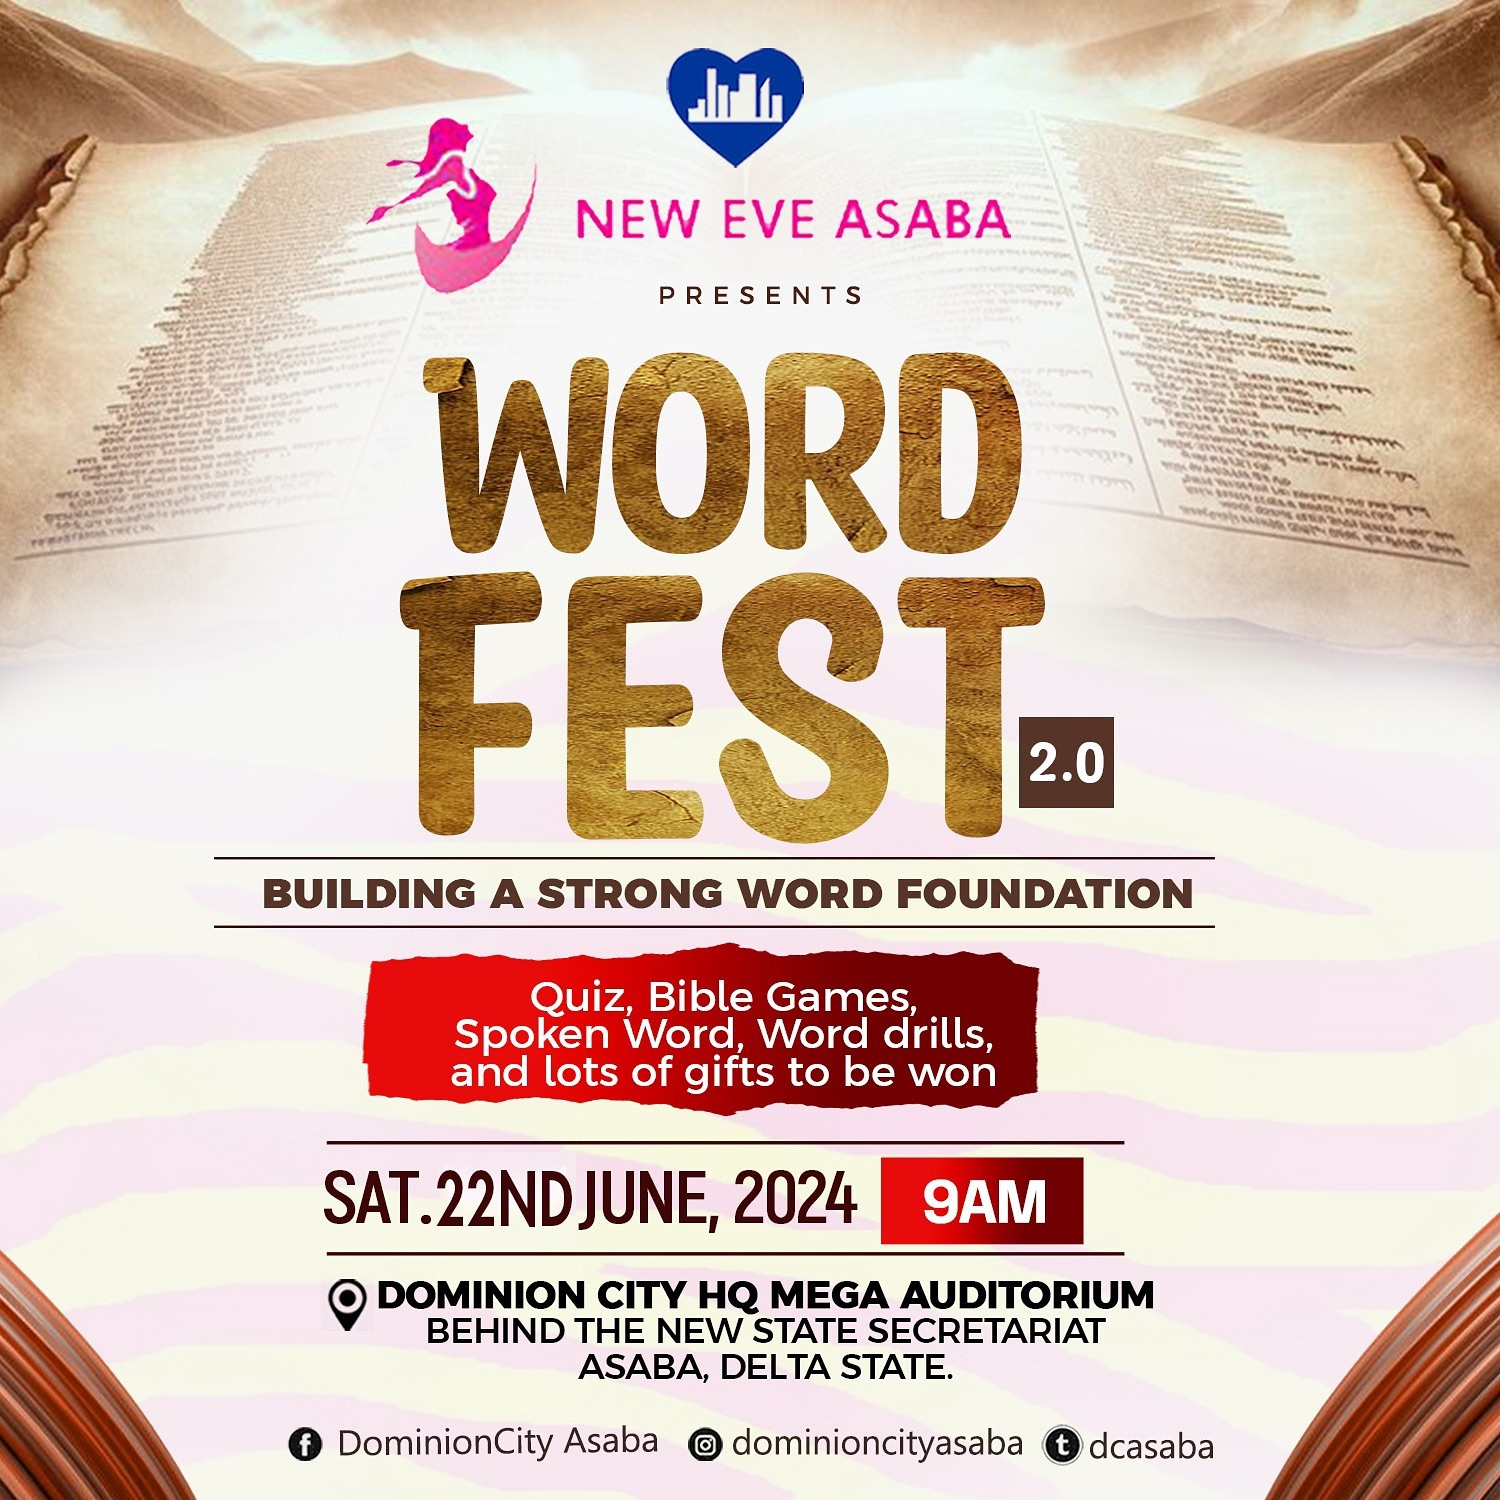 NEW EVE ASABA
PRESENTS
WORD
FEST
2.0
BUILDING A STRONG WORD FOUNDATION
Quiz, Bible Games,
Spoken Word, Word drills,
and lots of gifts to be won
SAT. 22ND JUNE, 2024 9AM
DOMINION CITY HQ MEGA AUDITORIUM
BEHIND THE NEW STATE SECRETARIAT
ASABA, DELTA STATE.
DominionCity Asaba dominioncityasaba dcasaba